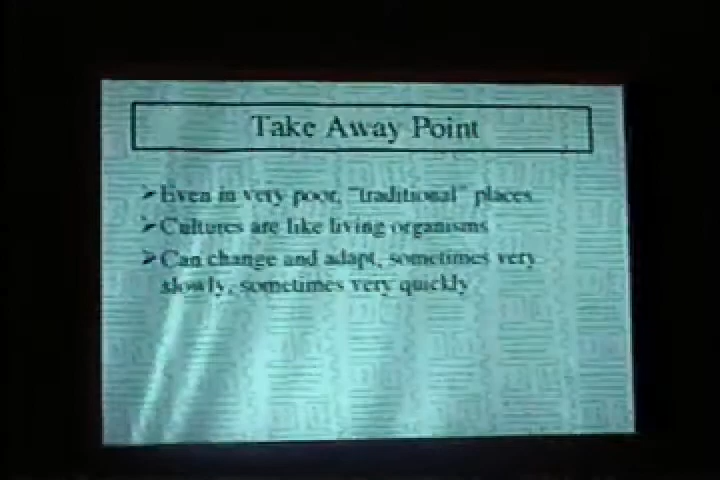 Take Away Point
➢Even in very poor, "traditional" places
➢Cultures are like living organisms
➢Can change and adapt, sometimes very
slowly, sometimes very quickly